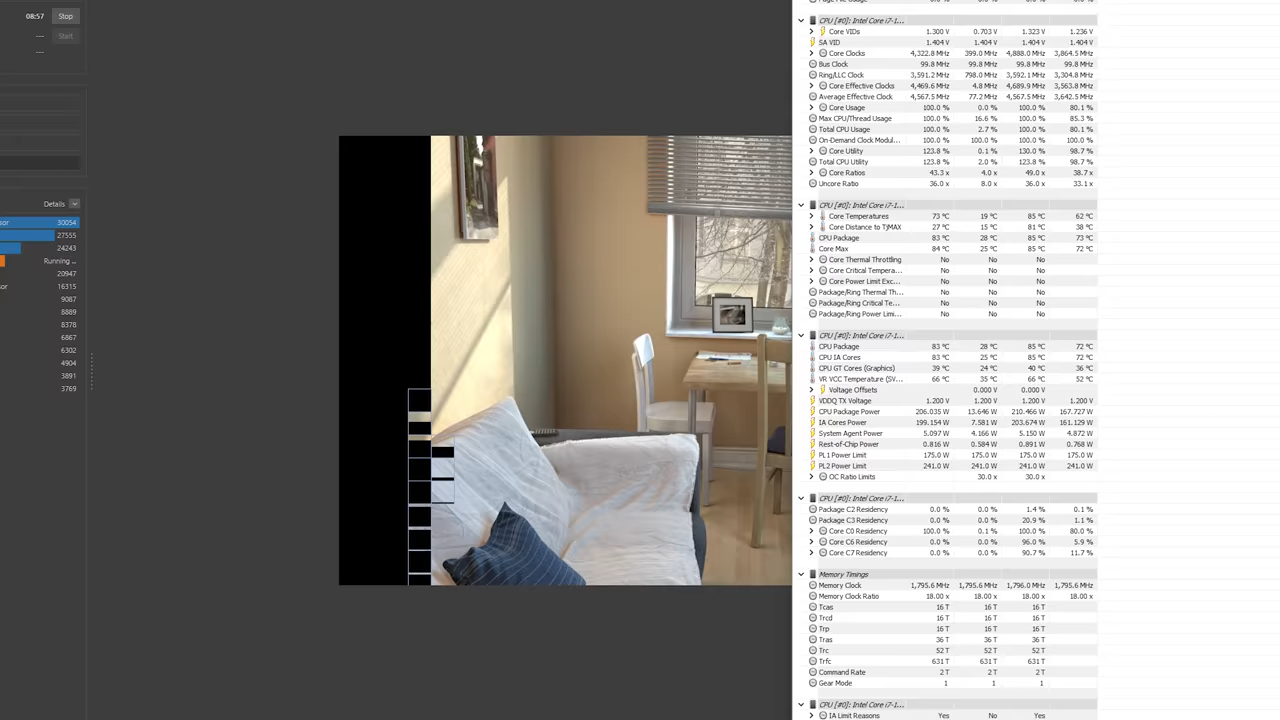 08:57 Stop
Start
Details
30054
27555
24243
Running ...
20947
16315
9087
8889
8378
6867
6302
4904
3891
3769
CPU [#0]: Intel Core i7-1...
Core VIDs 1.300 V 0.703 V 1.323 V 1.236 V
SA VID 1.404 V 1.404 V 1.404 V 1.404 V
Core Clocks 4,322.8 MHz 399.0 MHz 4,888.0 MHz 3,864.5 MHz
Bus Clock 99.8 MHz 99.8 MHz 99.8 MHz 99.8 MHz
Ring/LLC Clock 3,591.2 MHz 798.0 MHz 3,592.1 MHz 3,304.8 MHz
Core Effective Clocks 4,469.6 MHz 4.8 MHz 4,689.9 MHz 3,563.8 MHz
Average Effective Clock 4,567.5 MHz 77.2 MHz 4,567.5 MHz 3,642.5 MHz
Core Usage 100.0 % 0.0 % 100.0 % 80.1 %
Max CPU/Thread Usage 100.0 % 16.6 % 100.0 % 85.3 %
Total CPU Usage 100.0 % 2.7 % 100.0 % 80.1 %
On-Demand Clock Modul... 100.0 % 100.0 % 100.0 % 100.0 %
Core Utility 123.8 % 0.1 % 130.0 % 98.7 %
Total CPU Utility 123.8 % 2.0 % 123.8 % 98.7 %
Core Ratios 43.3 x 4.0 x 49.0 x 38.7 x
Uncore Ratio 36.0 x 8.0 x 36.0 x 33.1 x
CPU [#0]: Intel Core i7-1...
Core Temperatures 73 °C 19 °C 85 °C 62 °C
Core Distance to TjMAX 27 °C 15 °C 81 °C 38 °C
CPU Package 83 °C 28 °C 85 °C 73 °C
Core Max 84 °C 25 °C 85 °C 72 °C
Core Thermal Throttling No No No
Core Critical Tempera... No No No
Core Power Limit Exc... No No No
Package/Ring Thermal Th... No No No
Package/Ring Critical Te... No No No
Package/Ring Power Limi... No No No
CPU [#0]: Intel Core i7-1...
CPU Package 83 °C 28 °C 85 °C 72 °C
CPU IA Cores 83 °C 25 °C 85 °C 72 °C
CPU GT Cores (Graphics) 39 °C 24 °C 40 °C 36 °C
VR VCC Temperature (SV... 66 °C 35 °C 66 °C 52 °C
Voltage Offsets 0.000 V 0.000 V
VDDQ TX Voltage 1.200 V 1.200 V 1.200 V 1.200 V
CPU Package Power 206.035 W 13.646 W 210.466 W 167.727 W
IA Cores Power 199.154 W 7.581 W 203.674 W 161.129 W
System Agent Power 5.097 W 4.166 W 5.150 W 4.872 W
Rest-of-Chip Power 0.816 W 0.584 W 0.891 W 0.768 W
PL1 Power Limit 175.0 W 175.0 W 175.0 W 175.0 W
PL2 Power Limit 241.0 W 241.0 W 241.0 W 241.0 W
OC Ratio Limits 30.0 x 30.0 x
CPU [#0]: Intel Core i7-1...
Package C2 Residency 0.0 % 0.0 % 1.4 % 0.1 %
Package C3 Residency 0.0 % 0.0 % 20.9 % 1.1 %
Core C0 Residency 100.0 % 0.1 % 100.0 % 80.0 %
Core C6 Residency 0.0 % 0.0 % 96.0 % 5.9 %
Core C7 Residency 0.0 % 0.0 % 90.7 % 11.7 %
Memory Timings
Memory Clock 1,795.6 MHz 1,795.6 MHz 1,796.0 MHz 1,795.6 MHz
Memory Clock Ratio 18.00 x 18.00 x 18.00 x 18.00 x
Tcas 16 T 16 T 16 T
Trcd 16 T 16 T 16 T
Trp 16 T 16 T 16 T
Tras 36 T 36 T 36 T
Trc 52 T 52 T 52 T
Trfc 631 T 631 T 631 T
Command Rate 2 T 2 T 2 T
Gear Mode 1 1 1
CPU [#0]: Intel Core i7-1...
IA Limit Reasons Yes No Yes